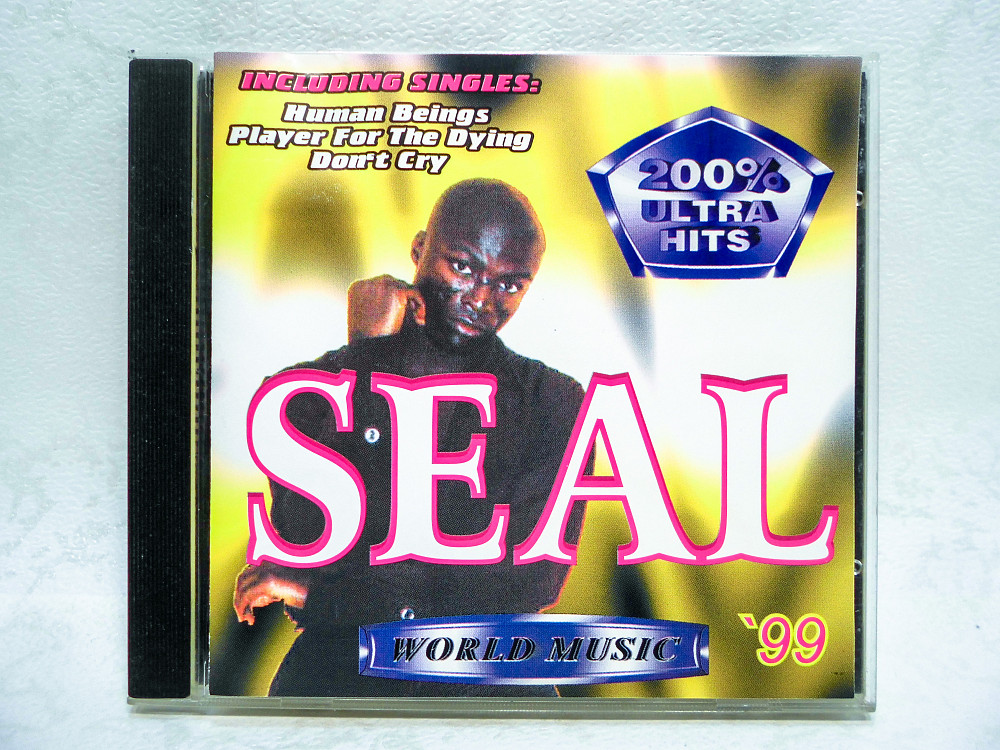 INCLUDING SINGLES:
Human Beings
Player For The Dying
Don't Cry
200%
ULTRA
HITS
SEAL
WORLD MUSIC
`99